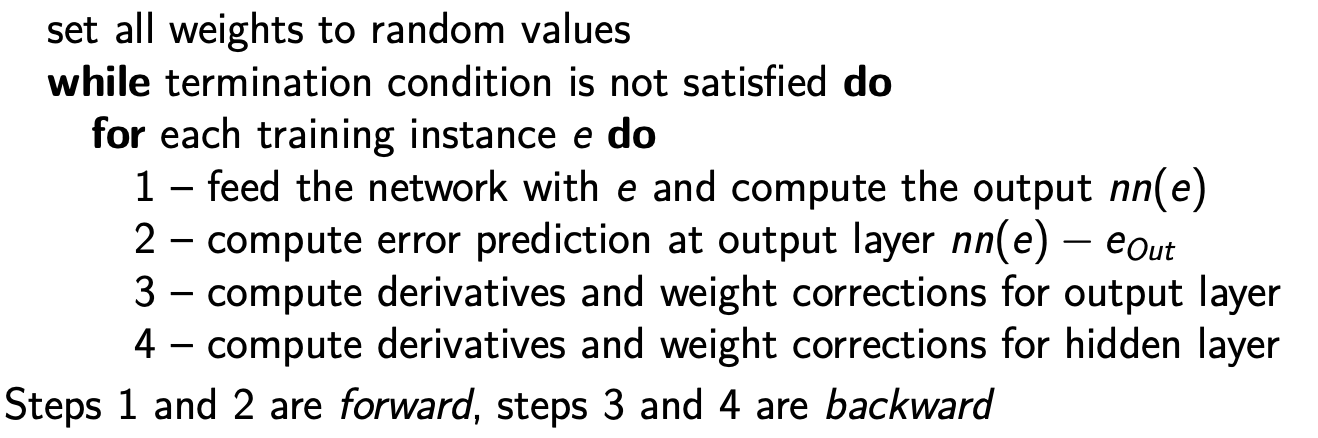 set all weights to random values
while termination condition is not satisfied do
for each training instance e do
1 – feed the network with e and compute the output nn(e)
2 – compute error prediction at output layer nn(e) − e_Out
3 – compute derivatives and weight corrections for output layer
4 – compute derivatives and weight corrections for hidden layer
Steps 1 and 2 are forward, steps 3 and 4 are backward